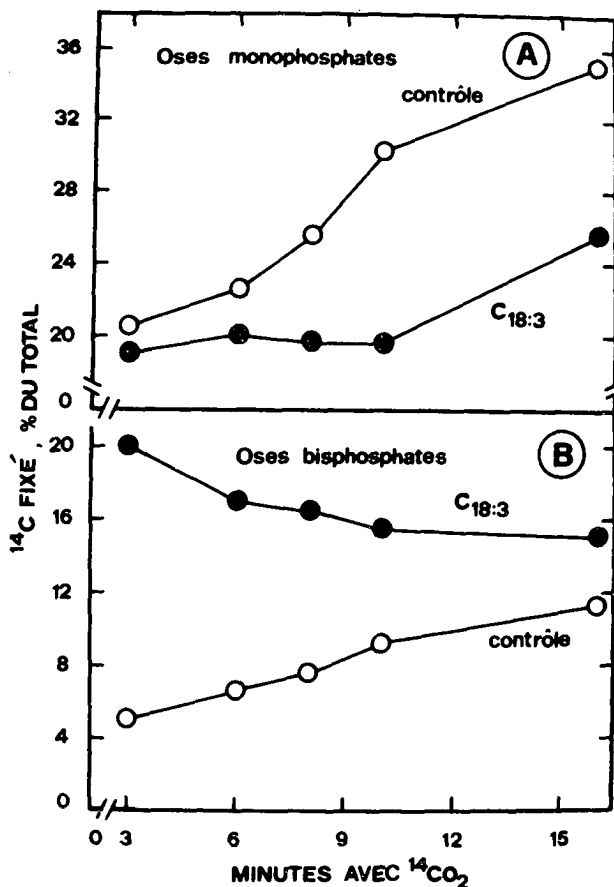 36
32
28
24
20
0
Oses monophosphates
A
contrôle
C18:3
20
16
12
8
4
0
Oses bisphosphates
B
C18:3
contrôle
14C FIXÉ, % DU TOTAL
0 3 6 9 12 15
MINUTES AVEC 14CO2